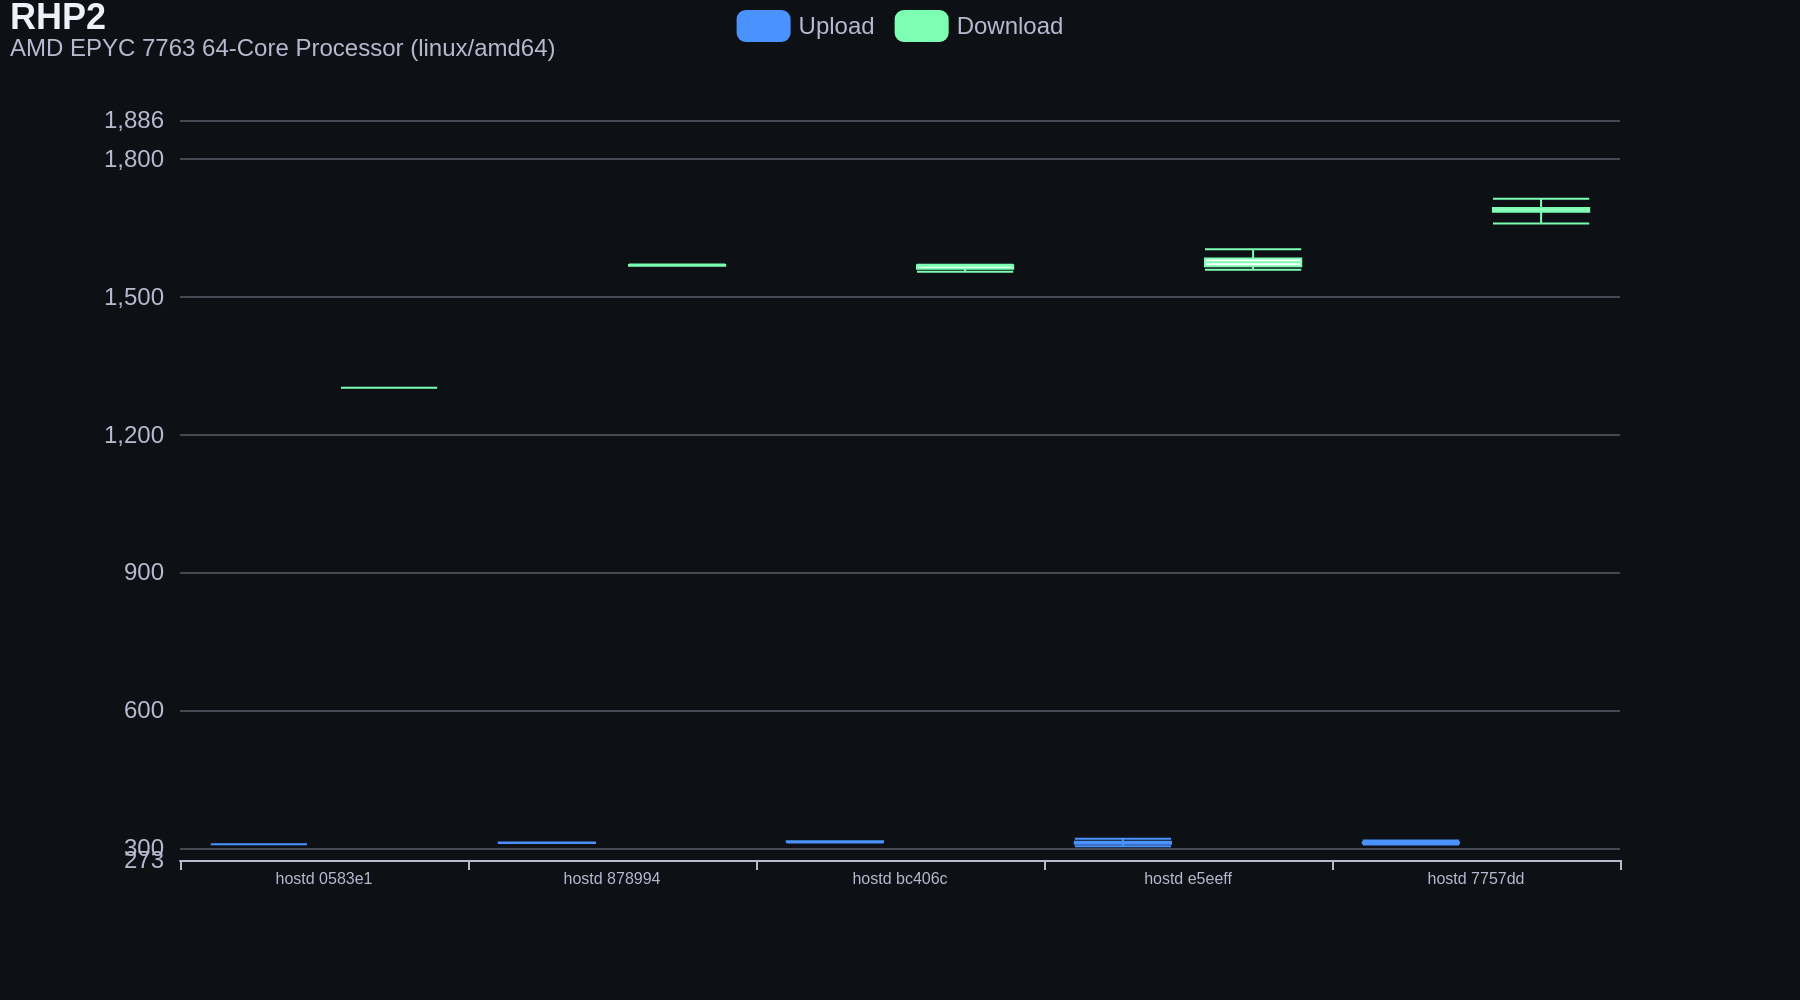 RHP2
AMD EPYC 7763 64-Core Processor (linux/amd64)
Upload
Download
1,886
1,800
1,500
1,200
900
600
300
273
hostd 0583e1
hostd 878994
hostd bc406c
hostd e5eeff
hostd 7757dd